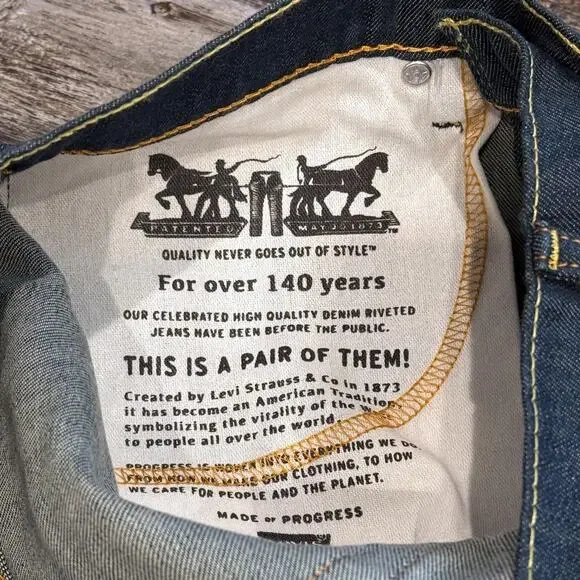 PATENTED MAY 20 1873
QUALITY NEVER GOES OUT OF STYLE™
For over 140 years
OUR CELEBRATED HIGH QUALITY DENIM RIVETED
JEANS HAVE BEEN BEFORE THE PUBLIC.
THIS IS A PAIR OF THEM!
Created by Levi Strauss & Co in 1873
it has become an American Tradition,
symbolizing the vitality of the
to people all over the world.
PROGRESS IS WOVEN INTO EVERYTHING WE DO
FROM HOW WE MAKE OUR CLOTHING, TO HOW
WE CARE FOR PEOPLE AND THE PLANET.
MADE OF PROGRESS